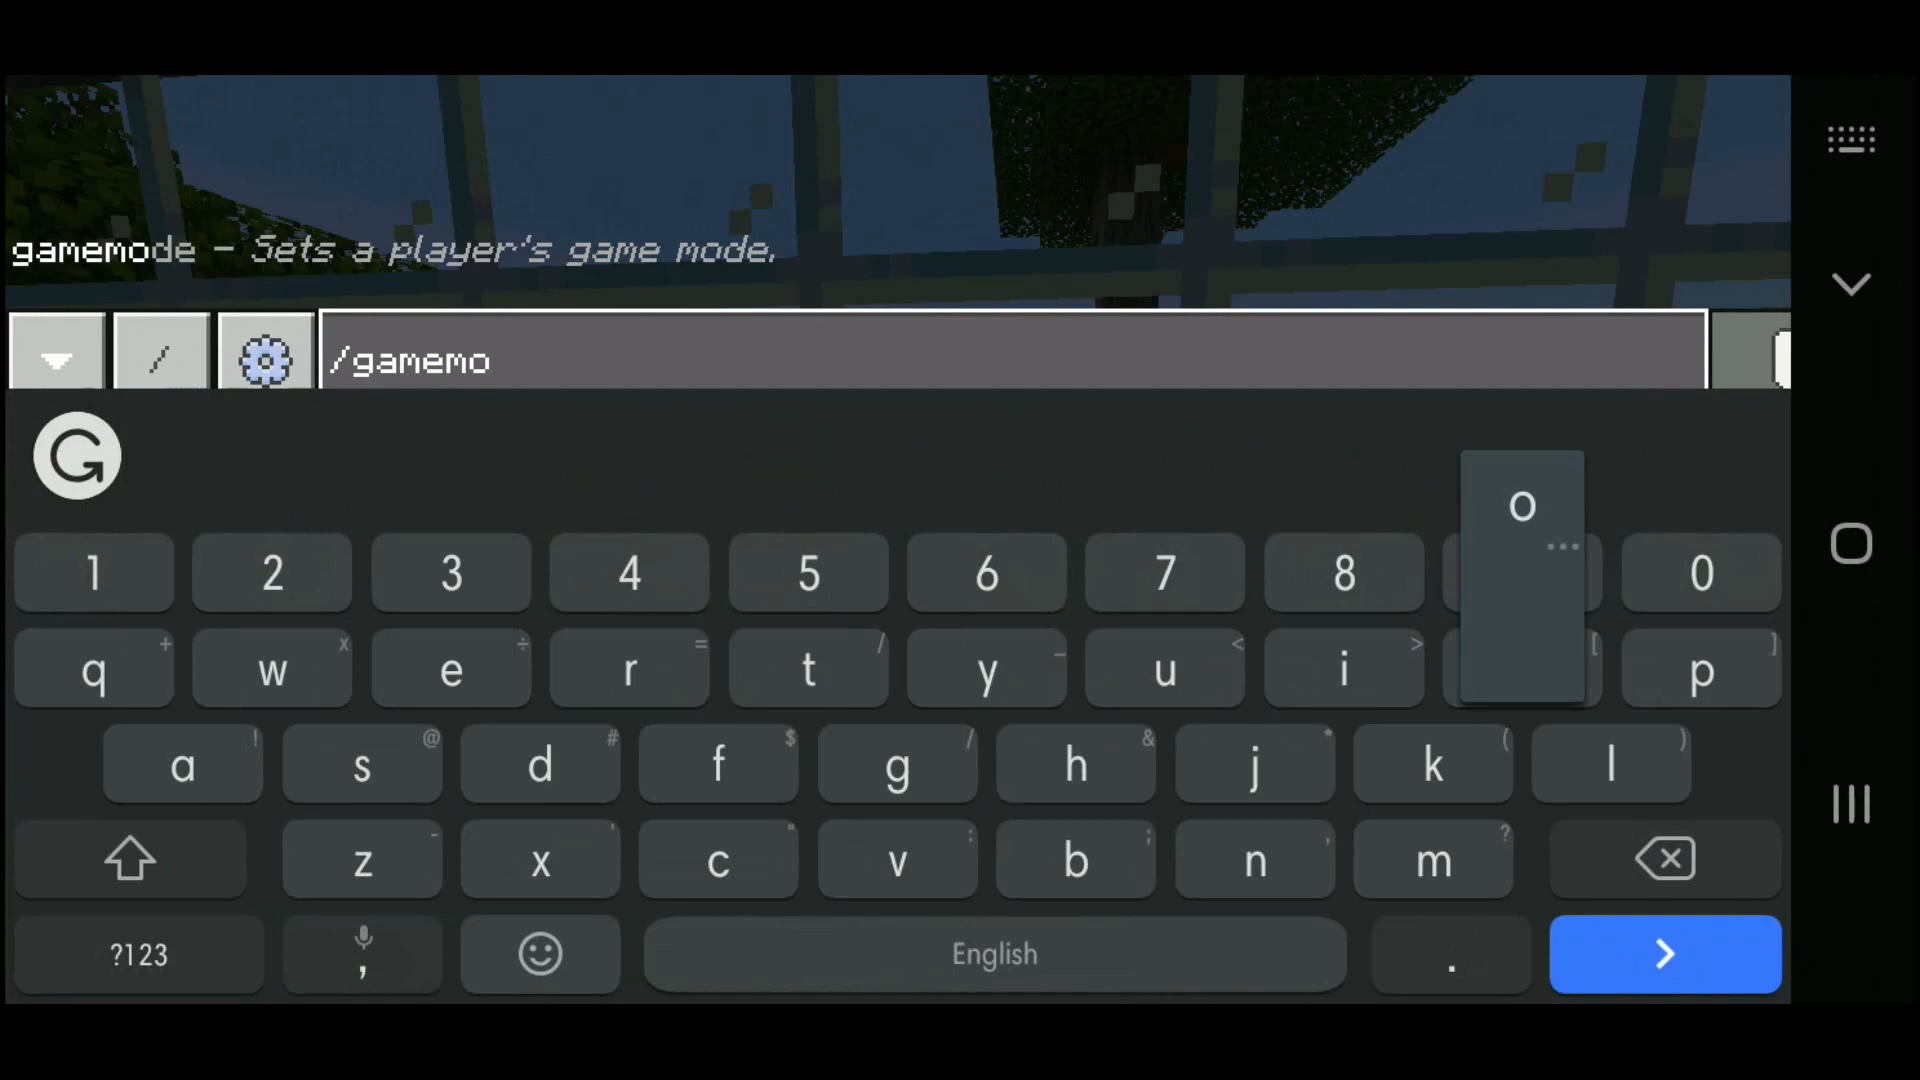 gamemode – Sets a player's game mode.
/ /gamemo
G
o
...
1 2 3 4 5 6 7 8 0
+ x ÷ = / _ < > [ ]
q w e r t y u i p
! @ # $ / & * ( )
a s d f g h j k l
- ' " : ; , ?
z x c v b n m
?123 , English .